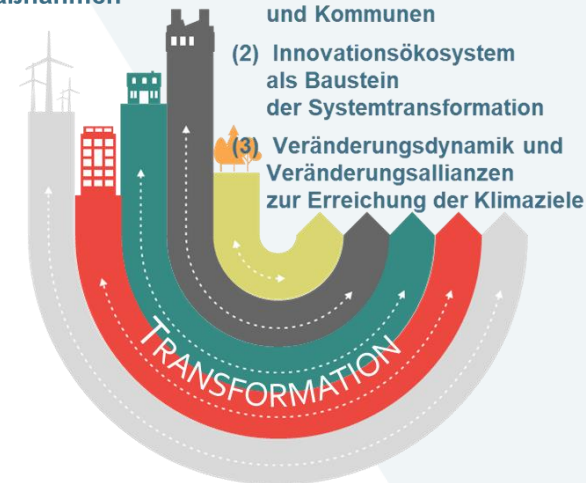 und Kommunen
(2) Innovationsökosystem
als Baustein
der Systemtransformation
(3) Veränderungsdynamik und
Veränderungsallianzen
zur Erreichung der Klimaziele
TRANSFORMATION